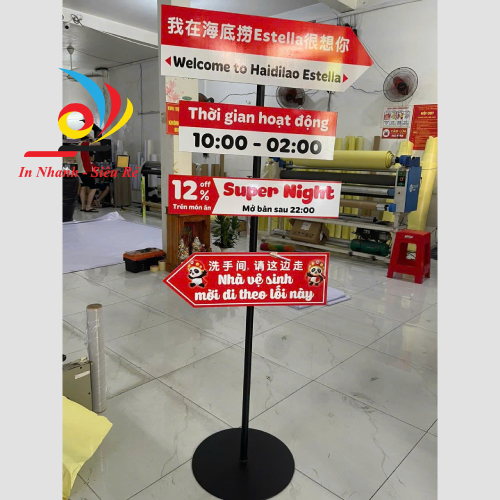 我在海底捞Estella很想你
Welcome to Haidilao Estella
Thời gian hoạt động
10:00 - 02:00
12% off
Trên món ăn
Super Night
Mở bán sau 22:00
洗手间,请这边走
Nhà vệ sinh
mời đi theo lối này
In Nhanh - Siêu Rẻ